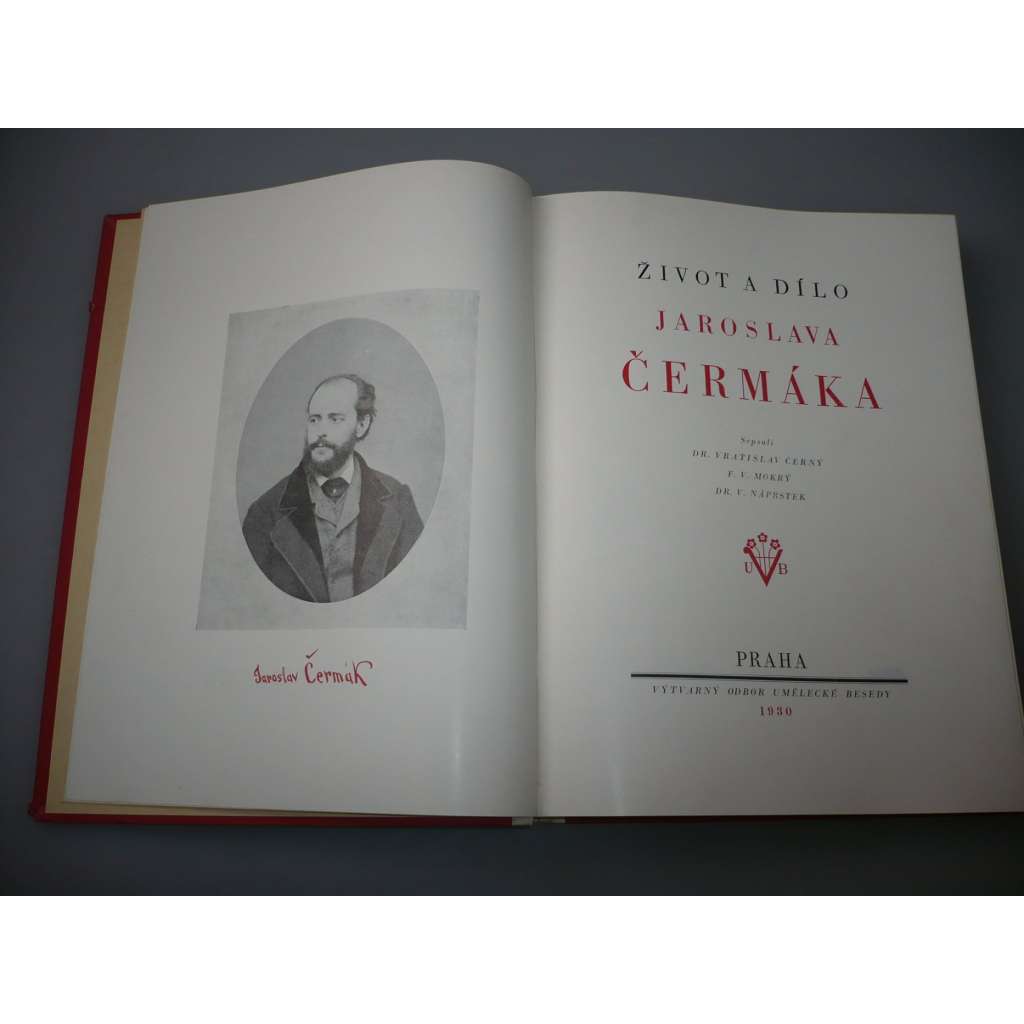 Jaroslav Čermák
ŽIVOT A DÍLO
JAROSLAVA
ČERMÁKA
Sepsali
DR. VRATISLAV ČERNÝ
F. V. MOKRÝ
DR. V. NÁPRSTEK
U B
PRAHA
VÝTVARNÝ ODBOR UMĚLECKÉ BESEDY
1930